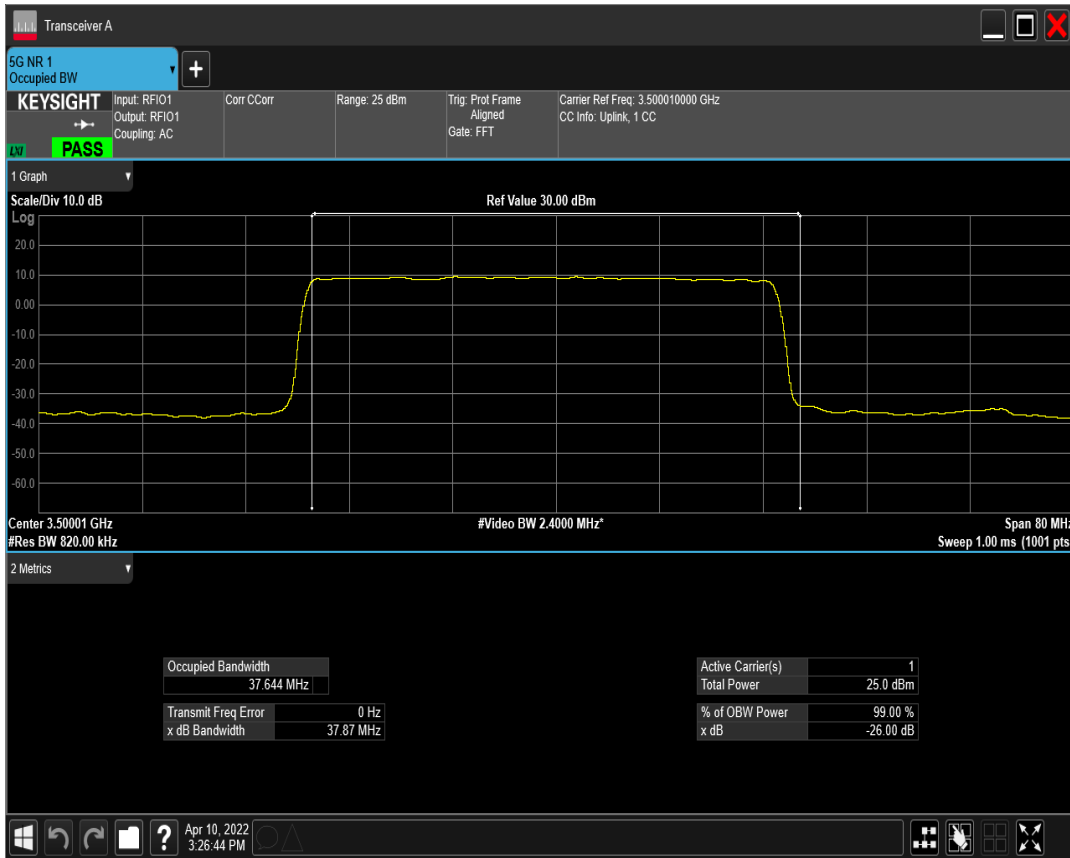 Transceiver A
5G NR 1
Occupied BW
+
KEYSIGHT
LXI
PASS
Input: RFIO1
Output: RFIO1
Coupling: AC
Corr CCorr
Range: 25 dBm
Trig: Prot Frame
Aligned
Gate: FFT
Carrier Ref Freq: 3.500010000 GHz
CC Info: Uplink, 1 CC
1 Graph
Scale/Div 10.0 dB
Ref Value 30.00 dBm
Log
20.0
10.0
0.00
-10.0
-20.0
-30.0
-40.0
-50.0
-60.0
Center 3.50001 GHz
#Video BW 2.4000 MHz*
Span 80 MHz
#Res BW 820.00 kHz
Sweep 1.00 ms (1001 pts
2 Metrics
Occupied Bandwidth
37.644 MHz
Transmit Freq Error 0 Hz
x dB Bandwidth 37.87 MHz
Active Carrier(s) 1
Total Power 25.0 dBm
% of OBW Power 99.00 %
x dB -26.00 dB
?
Apr 10, 2022
3:26:44 PM